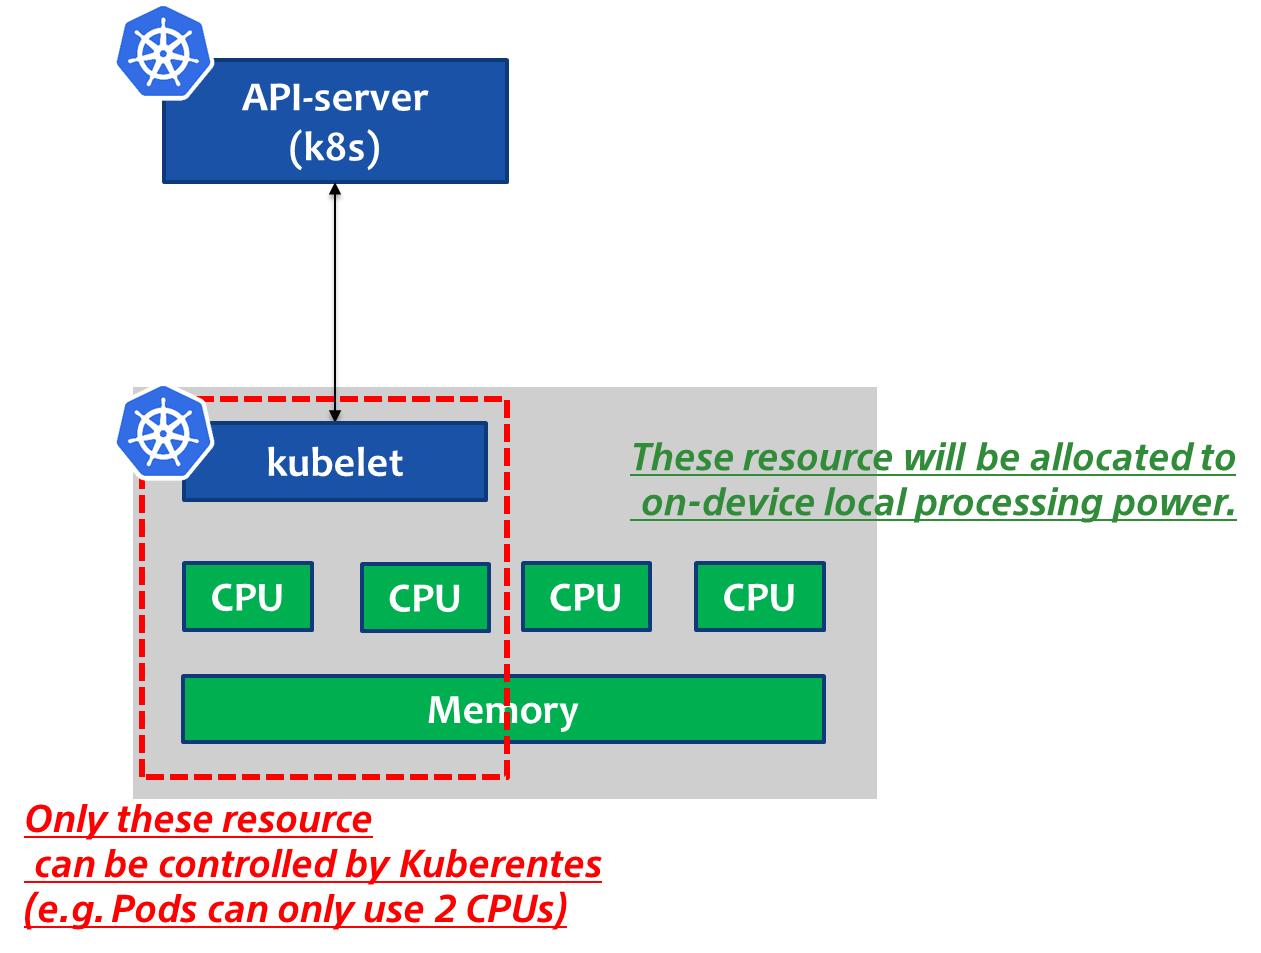 API-server
(k8s)
kubelet
These resource will be allocated to
on-device local processing power.
CPU
CPU
CPU
CPU
Memory
Only these resource
can be controlled by Kuberentes
(e.g. Pods can only use 2 CPUs)